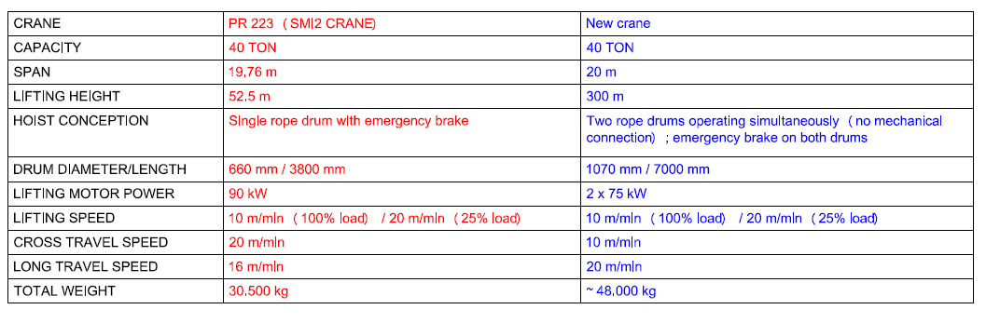 CRANE PR 223 (SMI2 CRANE) New crane
CAPACITY 40 TON 40 TON
SPAN 19,76 m 20 m
LIFTING HEIGHT 52,5 m 300 m
HOIST CONCEPTION Single rope drum with emergency brake Two rope drums operating simultaneously (no mechanical
connection) ; emergency brake on both drums
DRUM DIAMETER/LENGTH 660 mm / 3800 mm 1070 mm / 7000 mm
LIFTING MOTOR POWER 90 kW 2 x 75 kW
LIFTING SPEED 10 m/min (100% load) / 20 m/min (25% load) 10 m/min (100% load) / 20 m/min (25% load)
CROSS TRAVEL SPEED 20 m/min 10 m/min
LONG TRAVEL SPEED 16 m/min 20 m/min
TOTAL WEIGHT 30.500 kg ~ 48.000 kg